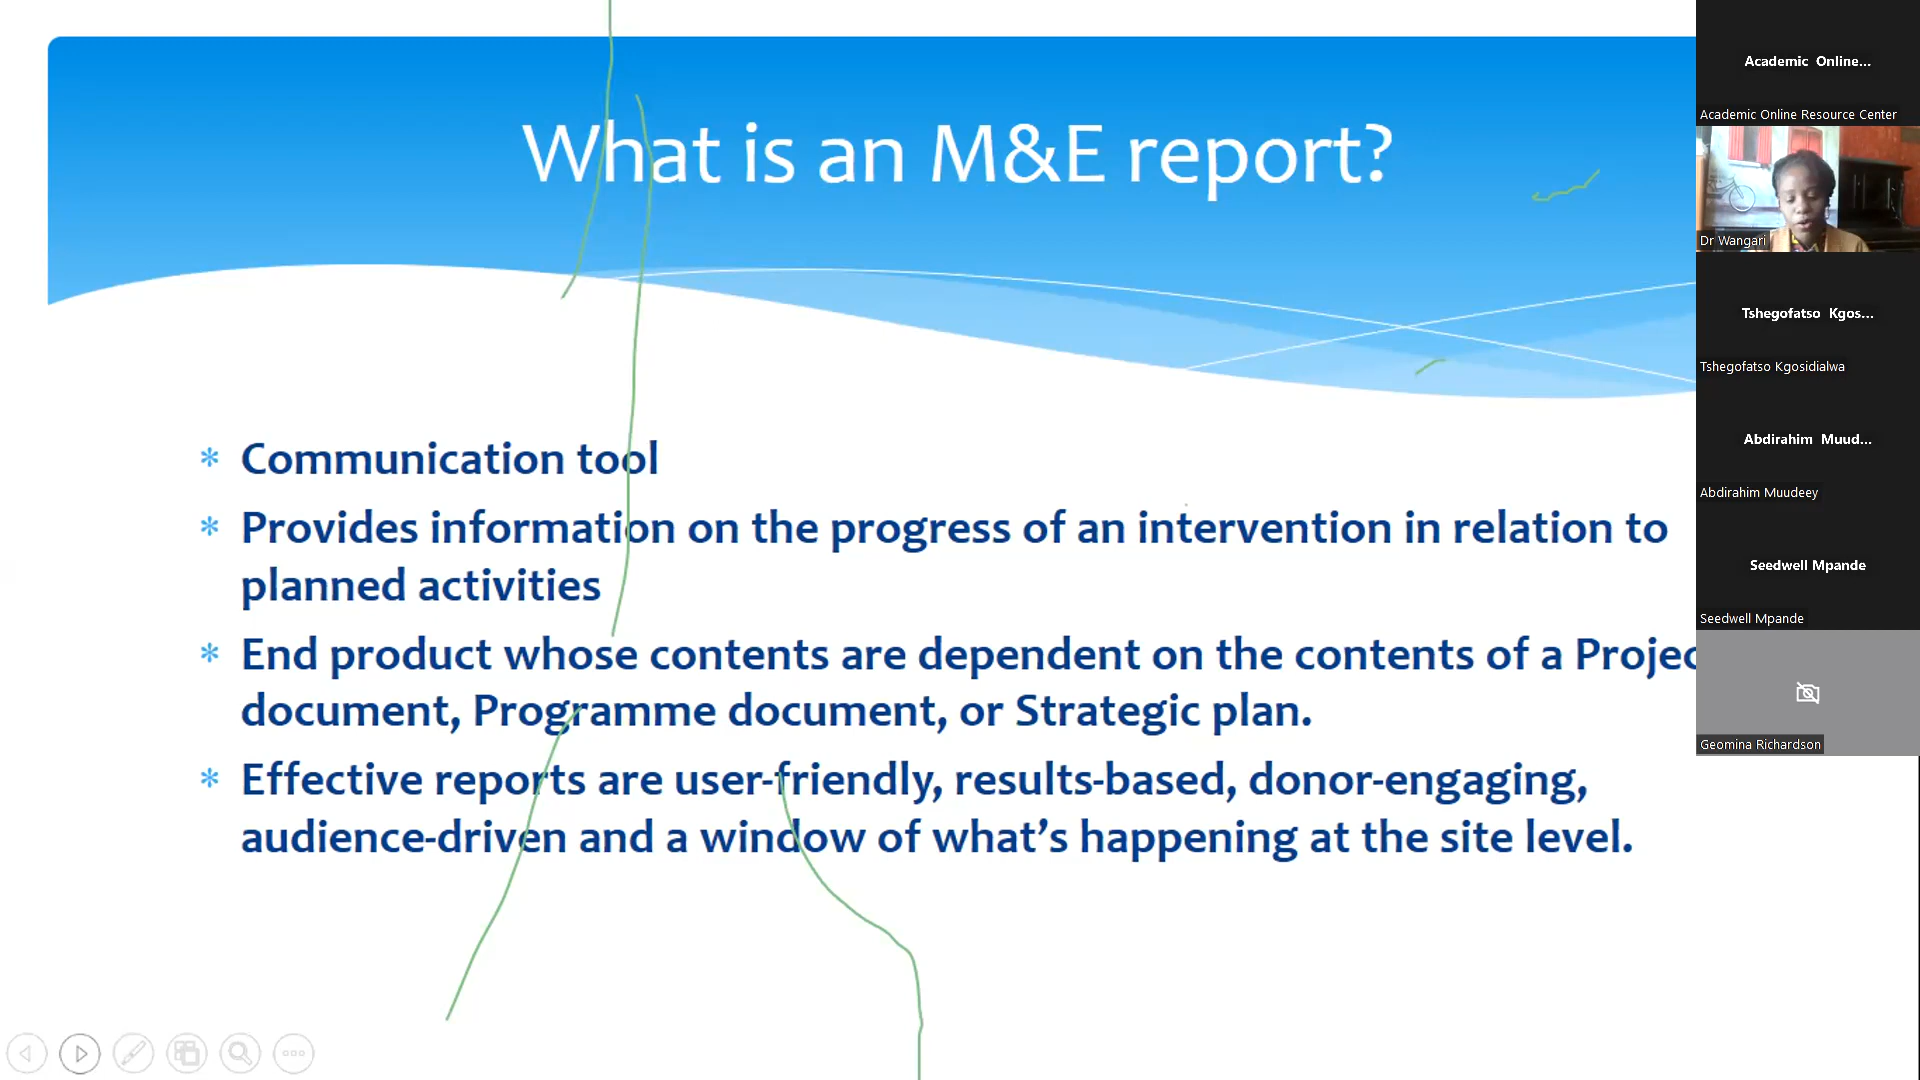 What is an M&E report?
* Communication tool
* Provides information on the progress of an intervention in relation to
planned activities
* End product whose contents are dependent on the contents of a Projec
document, Programme document, or Strategic plan.
* Effective reports are user-friendly, results-based, donor-engaging,
audience-driven and a window of what’s happening at the site level.
Academic Online...
Academic Online Resource Center
Dr Wangari
Tshegofatso Kgos...
Tshegofatso Kgosidialwa
Abdirahim Muud...
Abdirahim Muudeey
Seedwell Mpande
Seedwell Mpande
Geomina Richardson